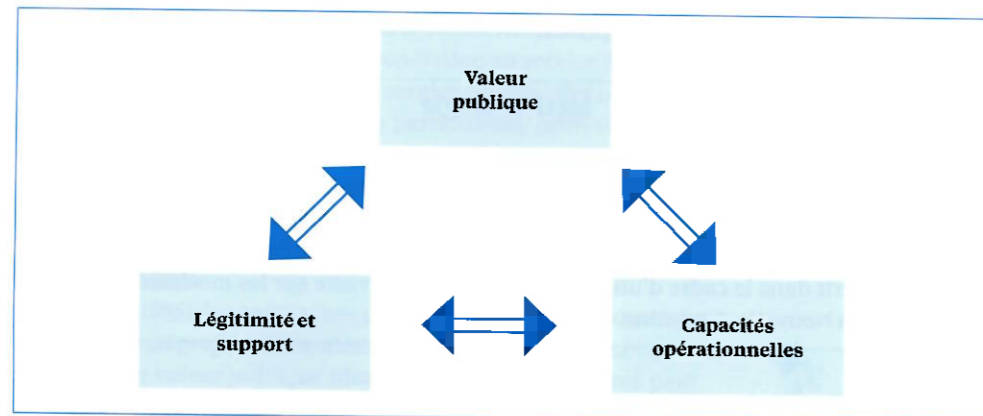 Valeur
publique
Légitimité et
support
Capacités
opérationnelles